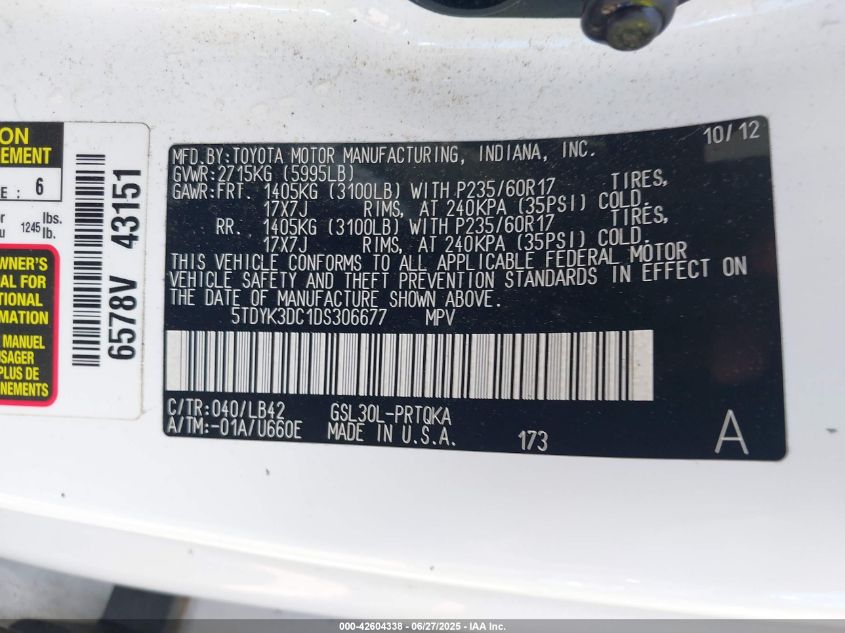 ON
EMENT
E : 6
or lbs.
u 1245 lb.
WNER'S
AL FOR
TIONAL
RMATION
MANUEL
USAGER
PLUS DE
GNEMENTS
6578V 43151
10/12
MFD.BY:TOYOTA MOTOR MANUFACTURING, INDIANA, INC.
GVWR:2715KG (5995LB)
GAWR:FRT. 1405KG (3100LB) WITH P235/60R17 TIRES,
17X7J RIMS, AT 240KPA (35PSI) COLD.
RR. 1405KG (3100LB) WITH P235/60R17 TIRES,
17X7J RIMS, AT 240KPA (35PSI) COLD.
THIS VEHICLE CONFORMS TO ALL APPLICABLE FEDERAL MOTOR
VEHICLE SAFETY AND THEFT PREVENTION STANDARDS IN EFFECT ON
THE DATE OF MANUFACTURE SHOWN ABOVE.
5TDYK3DC1DS306677 MPV
C/TR:040/LB42 GSL30L-PRTQKA
A/TM:-01A/U660E MADE IN U.S.A. 173 A
000-42604338 - 06/27/2025 - IAA Inc.